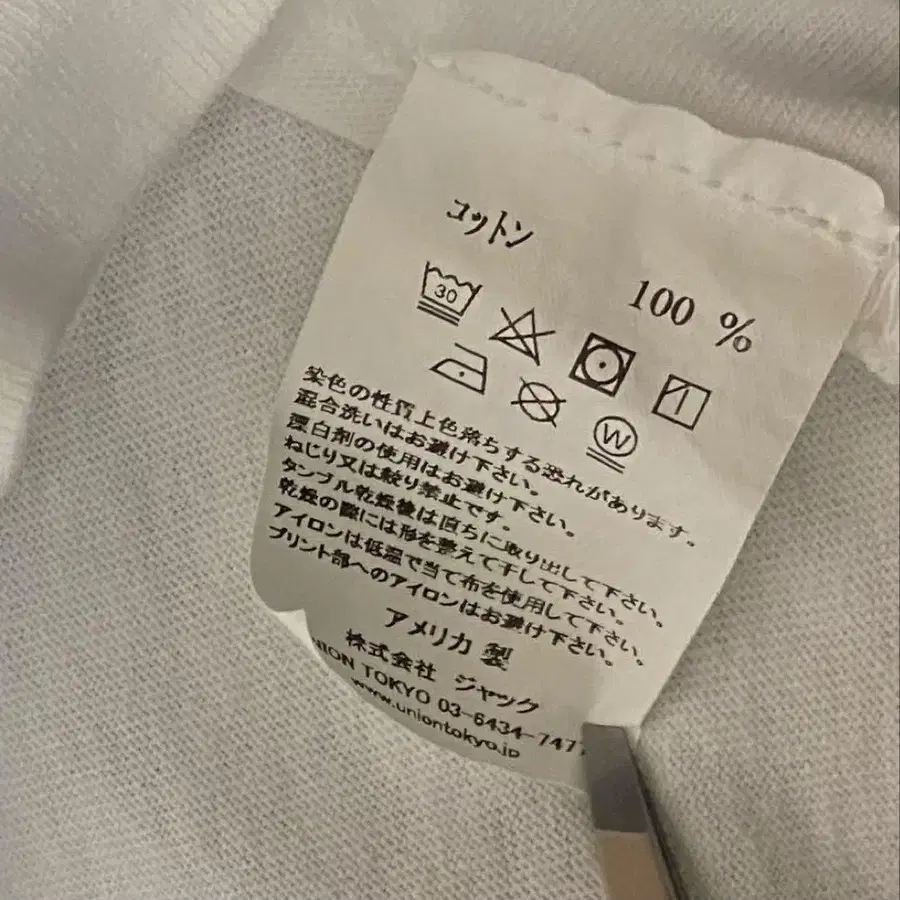 コットン
100 %
30
W
染色の性質上色落ちする恐れがあります。
混合洗いはお避け下さい。
漂白剤の使用はお避け下さい。
ねじり又は絞り禁止です。
タンブル乾燥後は直ちに取り出して下さい。
乾燥の際には形を整えて干して下さい。
アイロンは低温で当て布を使用して下さい。
プリント部へのアイロンはお避け下さい。
アメリカ 製
株式会社 ジャック
UNION TOKYO 03-6434-7477
www.uniontokyo.jp